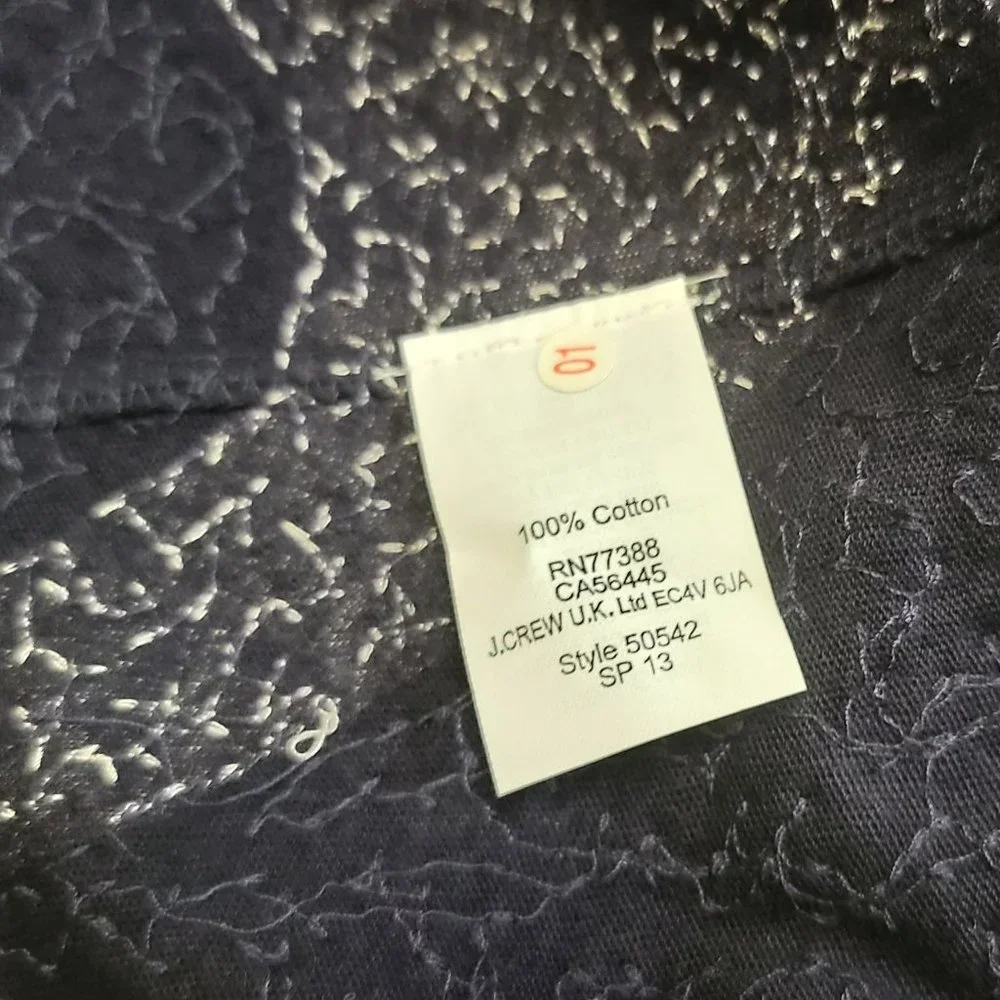 01
100% Cotton
RN77388
CA56445
J.CREW U.K. Ltd EC4V 6JA
Style 50542
SP 13